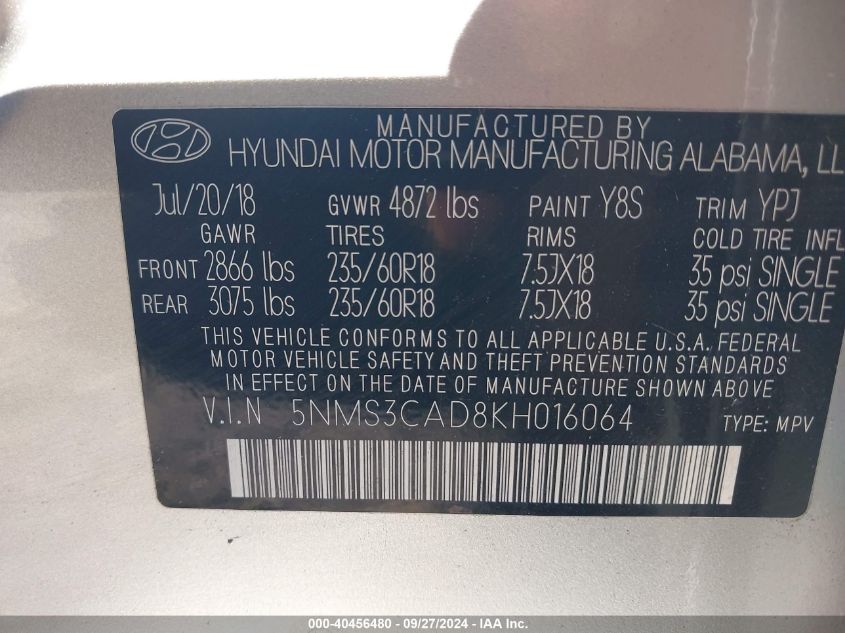 MANUFACTURED BY
HYUNDAI MOTOR MANUFACTURING ALABAMA, LL
Jul/20/18 GVWR 4872 lbs PAINT Y8S TRIM YPJ
GAWR TIRES RIMS COLD TIRE INFL
FRONT 2866 lbs 235/60R18 7.5JX18 35 psi SINGLE
REAR 3075 lbs 235/60R18 7.5JX18 35 psi SINGLE
THIS VEHICLE CONFORMS TO ALL APPLICABLE U.S.A. FEDERAL
MOTOR VEHICLE SAFETY AND THEFT PREVENTION STANDARDS
IN EFFECT ON THE DATE OF MANUFACTURE SHOWN ABOVE.
V.I.N 5NMS3CAD8KH016064 TYPE: MPV
000-40456480 - 09/27/2024 - IAA Inc.